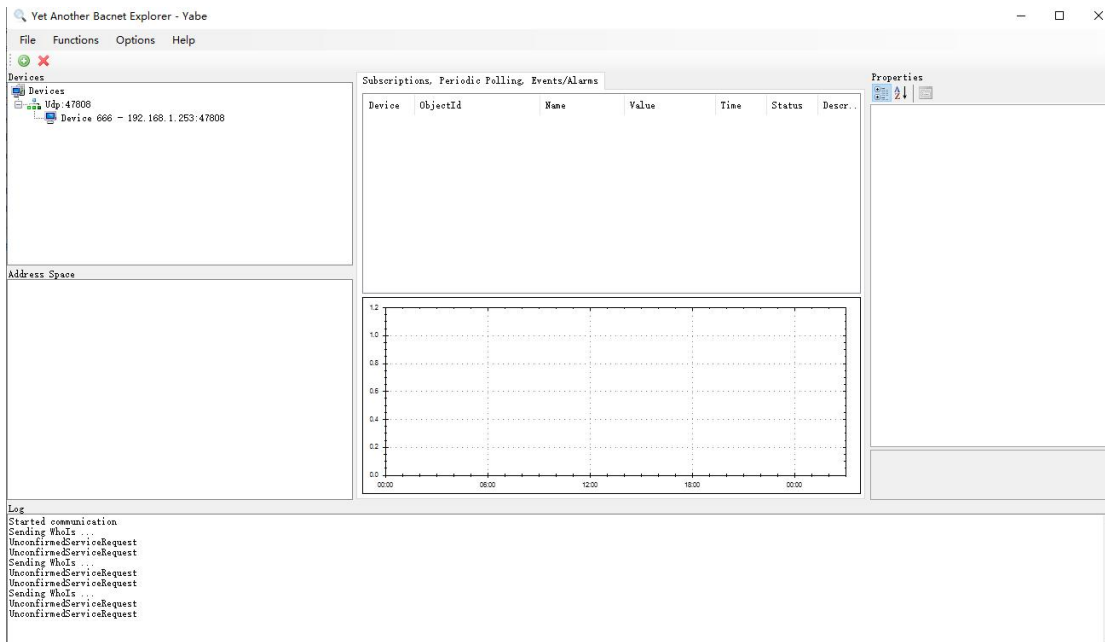 Yet Another Bacnet Explorer - Yabe
File Functions Options Help
Devices
Devices
Udp:47808
Device 666 - 192.168.1.253:47808
Address Space
Subscriptions, Periodic Polling, Events/Alarms
Device ObjectId Name Value Time Status Descr..
1.2
1.0
0.8
0.6
0.4
0.2
0.0
00:00 06:00 12:00 18:00 00:00
Properties
Log
Started communication
Sending WhoIs ...
UnconfirmedServiceRequest
UnconfirmedServiceRequest
Sending WhoIs ...
UnconfirmedServiceRequest
UnconfirmedServiceRequest
Sending WhoIs ...
UnconfirmedServiceRequest
UnconfirmedServiceRequest